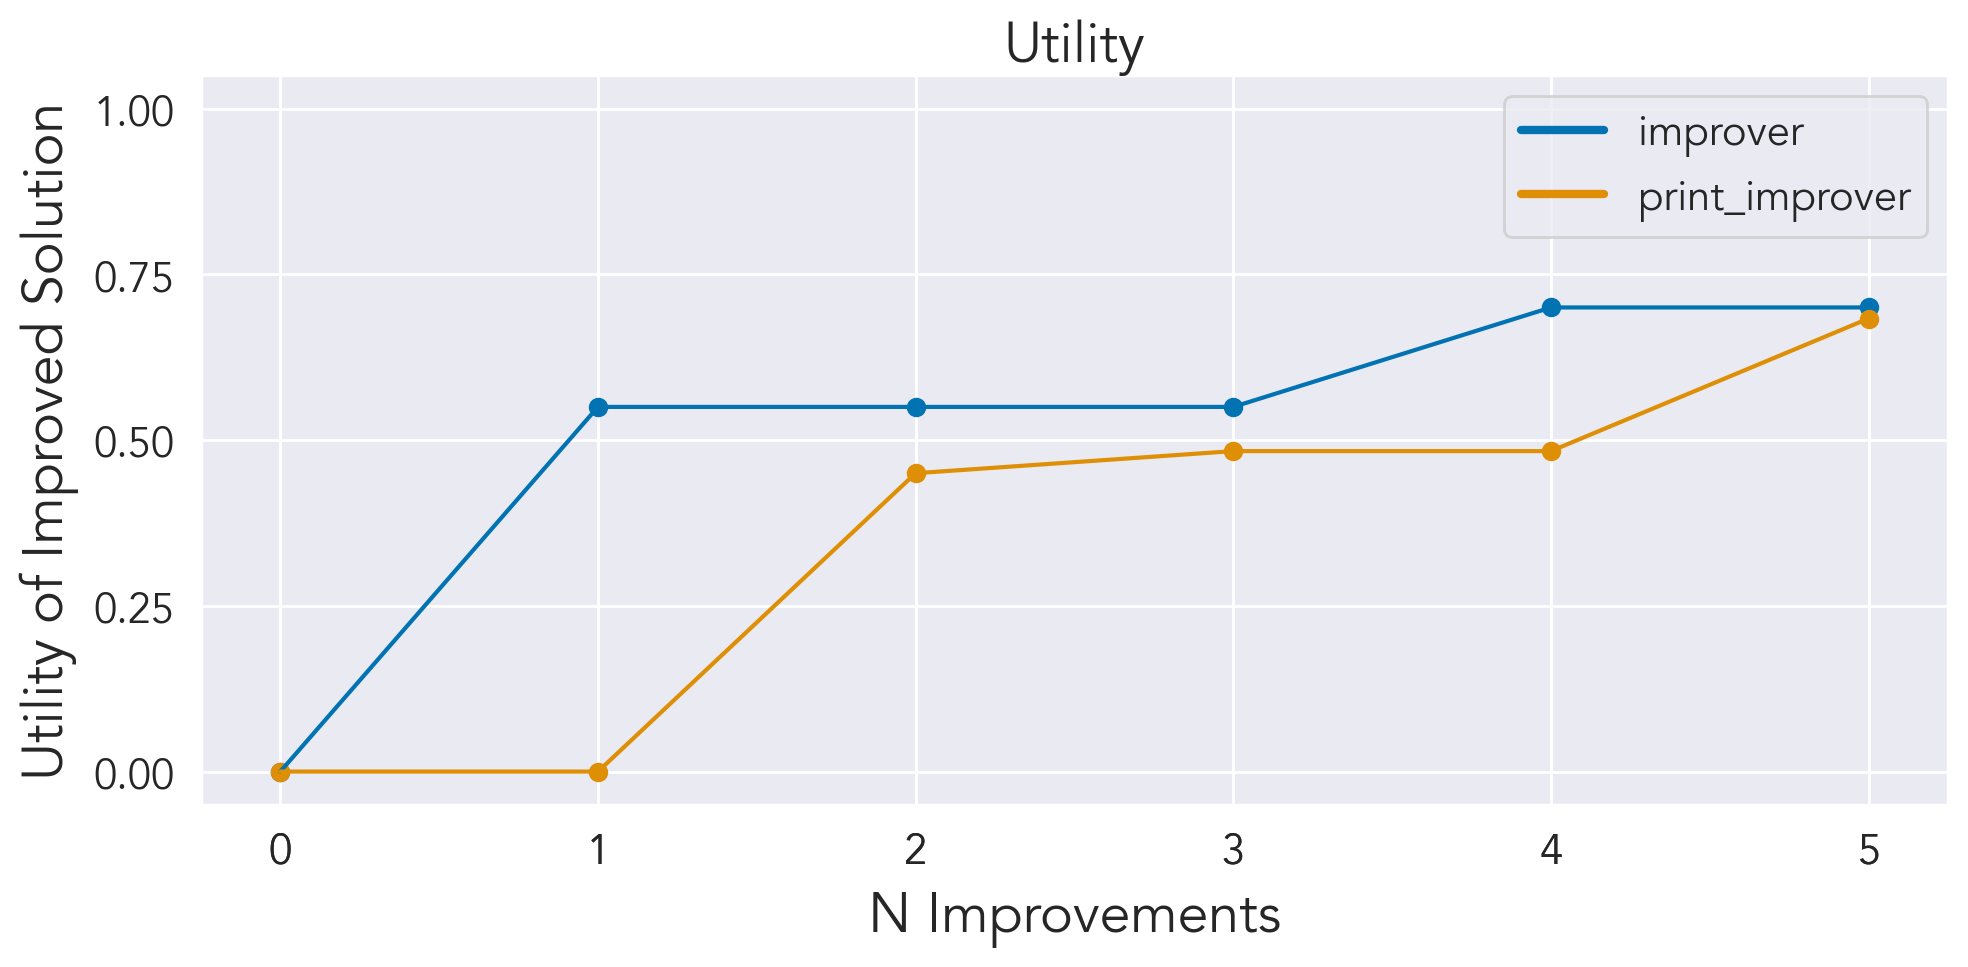 Utility
Utility of Improved Solution
1.00
0.75
0.50
0.25
0.00
improver
print_improver
0 1 2 3 4 5
N Improvements